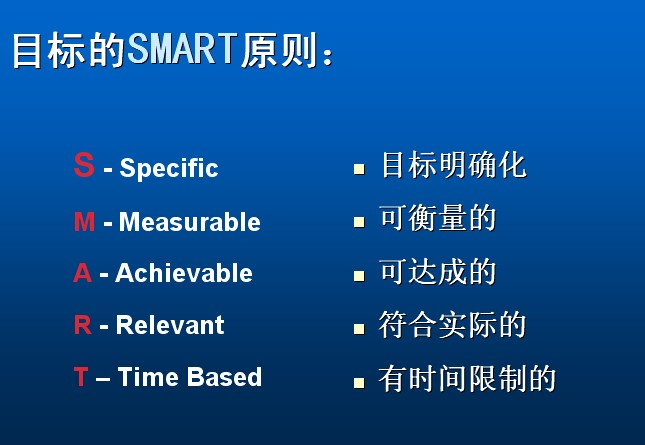 目标的SMART原则：
S - Specific ▪ 目标明确化
M - Measurable ▪ 可衡量的
A - Achievable ▪ 可达成的
R - Relevant ▪ 符合实际的
T – Time Based ▪ 有时间限制的